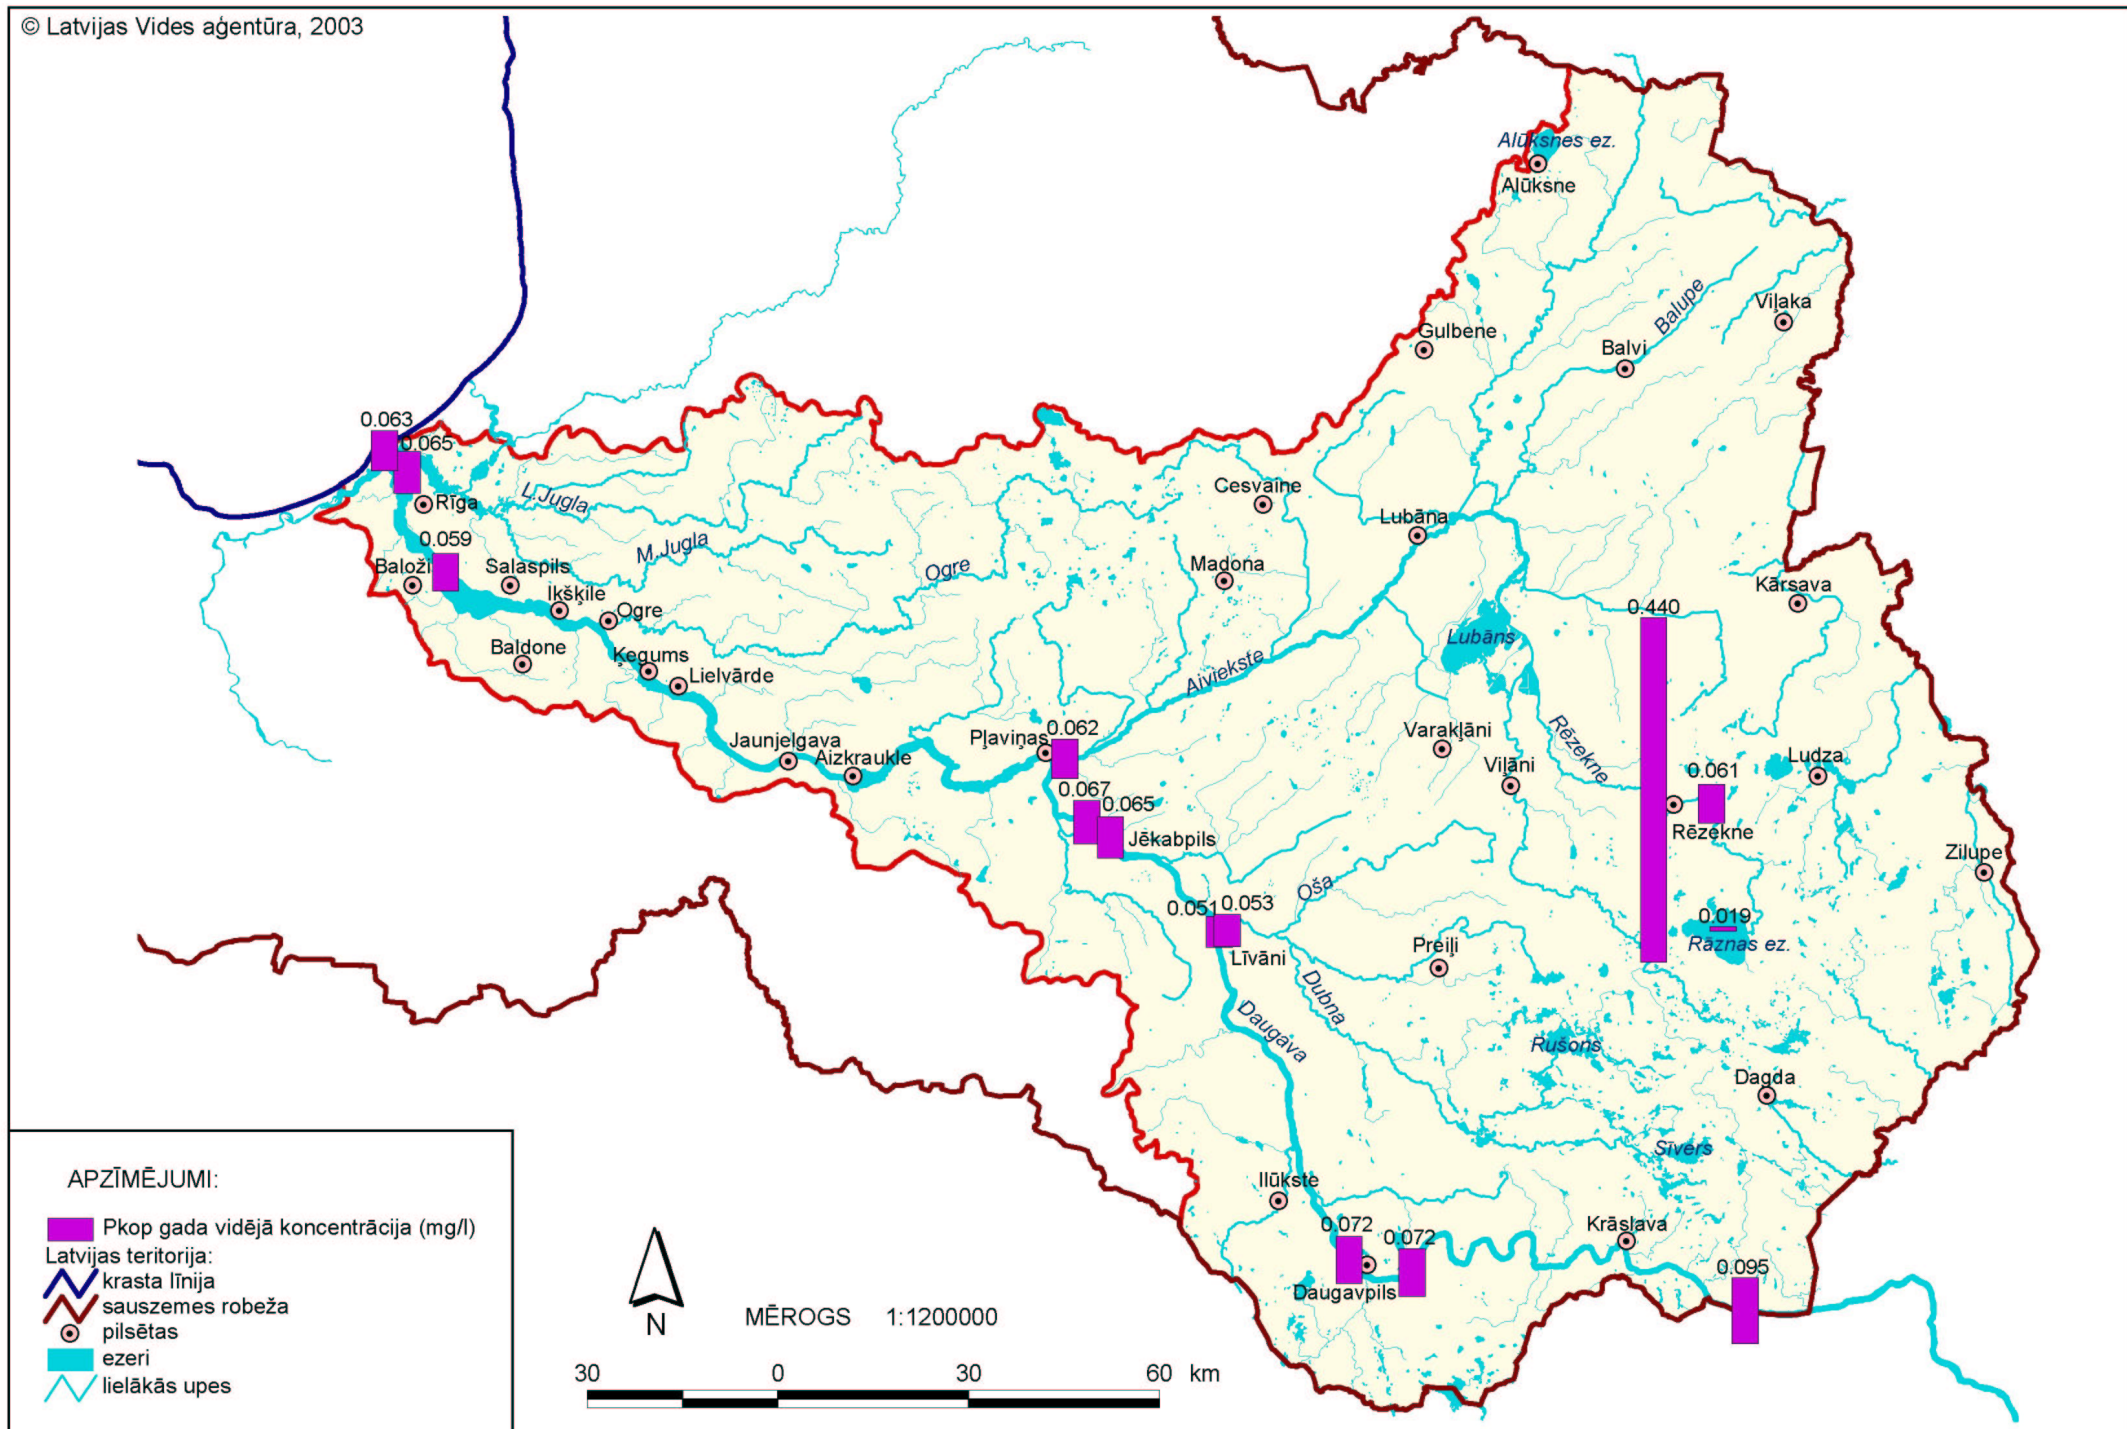 © Latvijas Vides aģentūra, 2003
Alūksnes ez.
Alūksne
Balupe
Viļaka
Gulbene
Balvi
0.063
0.065
Rīga
L.Jugla
Cesvaine
Lubāna
0.059
M.Jugla
Baloži
Salaspils
Ogre
Madona
Kārsava
Ikšķile
Ogre
0.440
Lubāns
Baldone
Ķegums
Lielvārde
Aiviekste
Jaunjelgava
Aizkraukle
Pļaviņas
0.062
Varakļāni
Viļāni
Rēzekne
Ludza
0.061
0.067
0.065
Jēkabpils
Rēzekne
Zilupe
Oša
0.051
0.053
0.019
Rāznas ez.
Līvāni
Preiļi
Dubna
Daugava
Rušons
Dagda
Sīvers
Ilūkste
Krāslava
0.072
0.072
0.095
Daugavpils
APZĪMĒJUMI:
Pkop gada vidējā koncentrācija (mg/l)
Latvijas teritorija:
krasta līnija
sauszemes robeža
pilsētas
ezeri
lielākās upes
N
MĒROGS 1:1200000
30 0 30 60 km